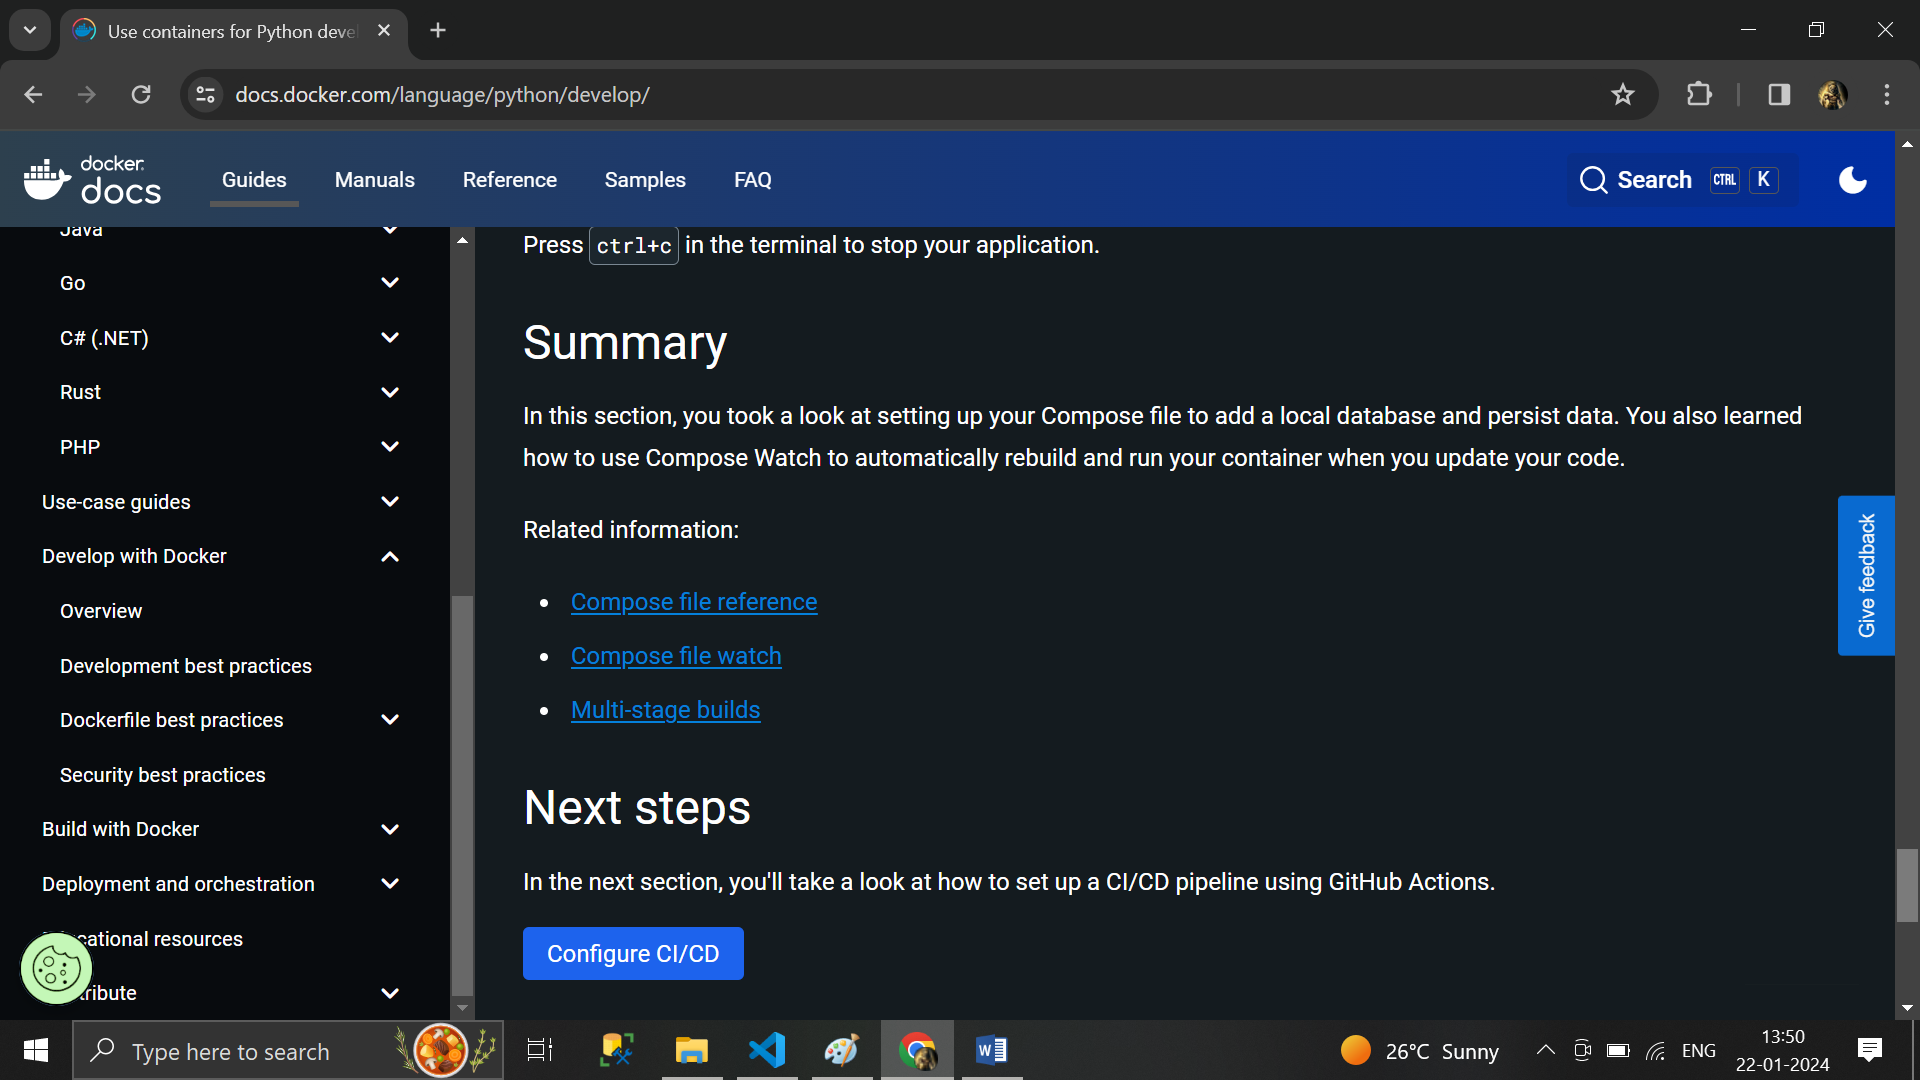 Use containers for Python deve
docs.docker.com/language/python/develop/
docker
docs
Guides
Manuals
Reference
Samples
FAQ
Search
CTRL
K
Java
Go
C# (.NET)
Rust
PHP
Use-case guides
Develop with Docker
Overview
Development best practices
Dockerfile best practices
Security best practices
Build with Docker
Deployment and orchestration
cational resources
tribute
Press ctrl+c in the terminal to stop your application.
Summary
In this section, you took a look at setting up your Compose file to add a local database and persist data. You also learned
how to use Compose Watch to automatically rebuild and run your container when you update your code.
Related information:
Compose file reference
Compose file watch
Multi-stage builds
Next steps
In the next section, you'll take a look at how to set up a CI/CD pipeline using GitHub Actions.
Configure CI/CD
Give feedback
Type here to search
26°C Sunny
ENG
13:50
22-01-2024